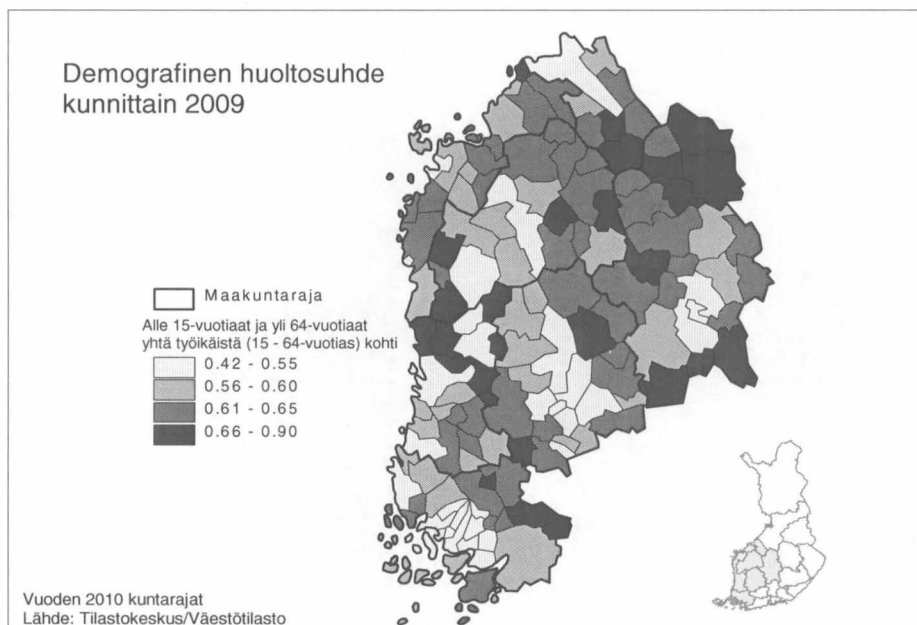 Demografinen huoltosuhde
kunnittain 2009
Maakuntaraja
Alle 15-vuotiaat ja yli 64-vuotiaat
yhtä työikäistä (15 - 64-vuotias) kohti
0.42 - 0.55
0.56 - 0.60
0.61 - 0.65
0.66 - 0.90
Vuoden 2010 kuntarajat
Lähde: Tilastokeskus/Väestötilasto